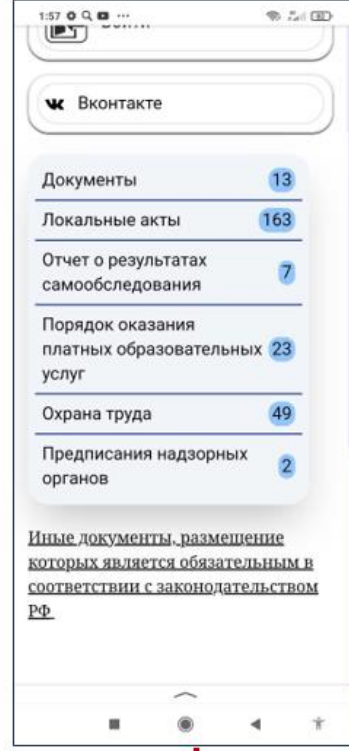 1:57
Войти
Вконтакте
Документы 13
Локальные акты 163
Отчет о результатах
самообследования 7
Порядок оказания
платных образовательных 23
услуг
Охрана труда 49
Предписания надзорных
органов 2
Иные документы, размещение
которых является обязательным в
соответствии с законодательством
РФ